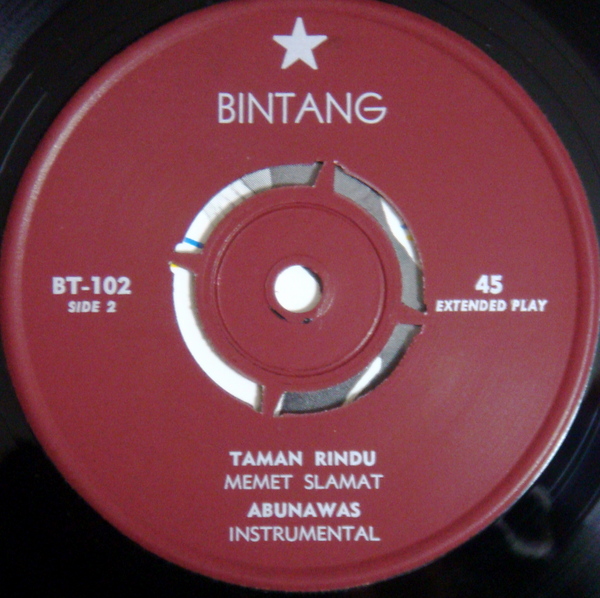 BINTANG
BT-102
SIDE 2
45
EXTENDED PLAY
TAMAN RINDU
MEMET SLAMAT
ABUNAWAS
INSTRUMENTAL